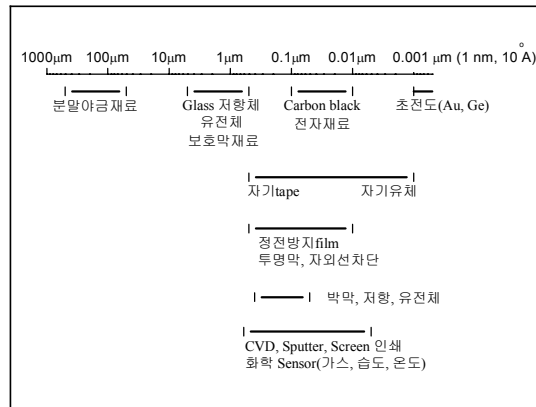 1000μm 100μm 10μm 1μm 0.1μm 0.01μm 0.001 μm (1 nm, 10 Å)
분말야금재료
Glass 저항체
유전체
보호막재료
Carbon black
전자재료
초전도(Au, Ge)
자기tape 자기유체
정전방지film
투명막, 자외선차단
박막, 저항, 유전체
CVD, Sputter, Screen 인쇄
화학 Sensor(가스, 습도, 온도)